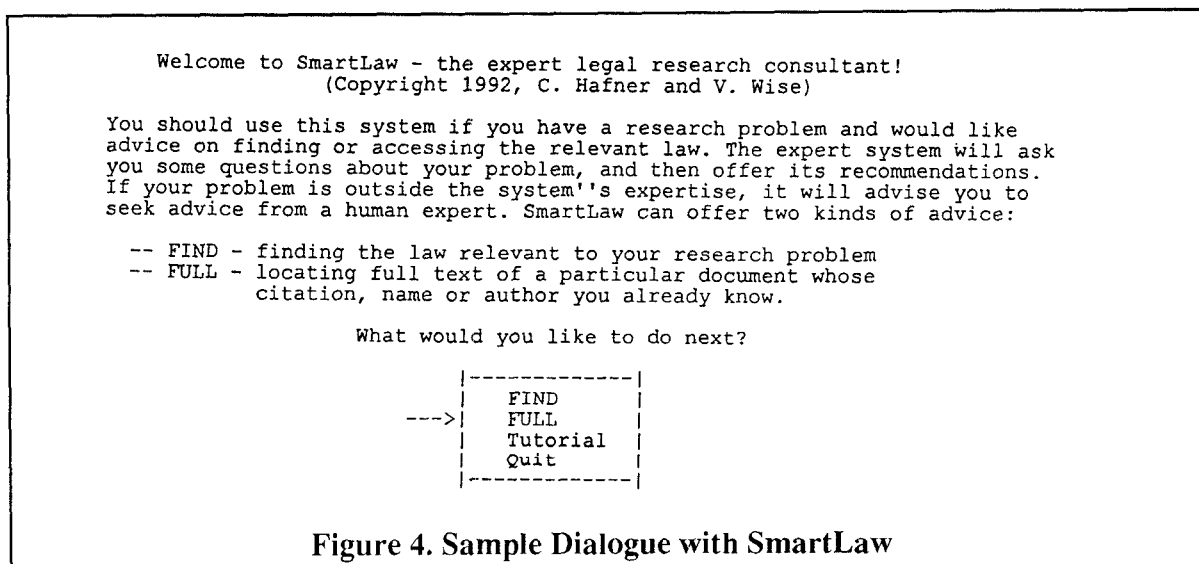 Welcome to SmartLaw - the expert legal research consultant!
(Copyright 1992, C. Hafner and V. Wise)
You should use this system if you have a research problem and would like
advice on finding or accessing the relevant law. The expert system will ask
you some questions about your problem, and then offer its recommendations.
If your problem is outside the system''s expertise, it will advise you to
seek advice from a human expert. SmartLaw can offer two kinds of advice:
-- FIND - finding the law relevant to your research problem
-- FULL - locating full text of a particular document whose
citation, name or author you already know.
What would you like to do next?
|-------------|
| FIND |
--->| FULL |
| Tutorial |
| Quit |
|-------------|
Figure 4. Sample Dialogue with SmartLaw